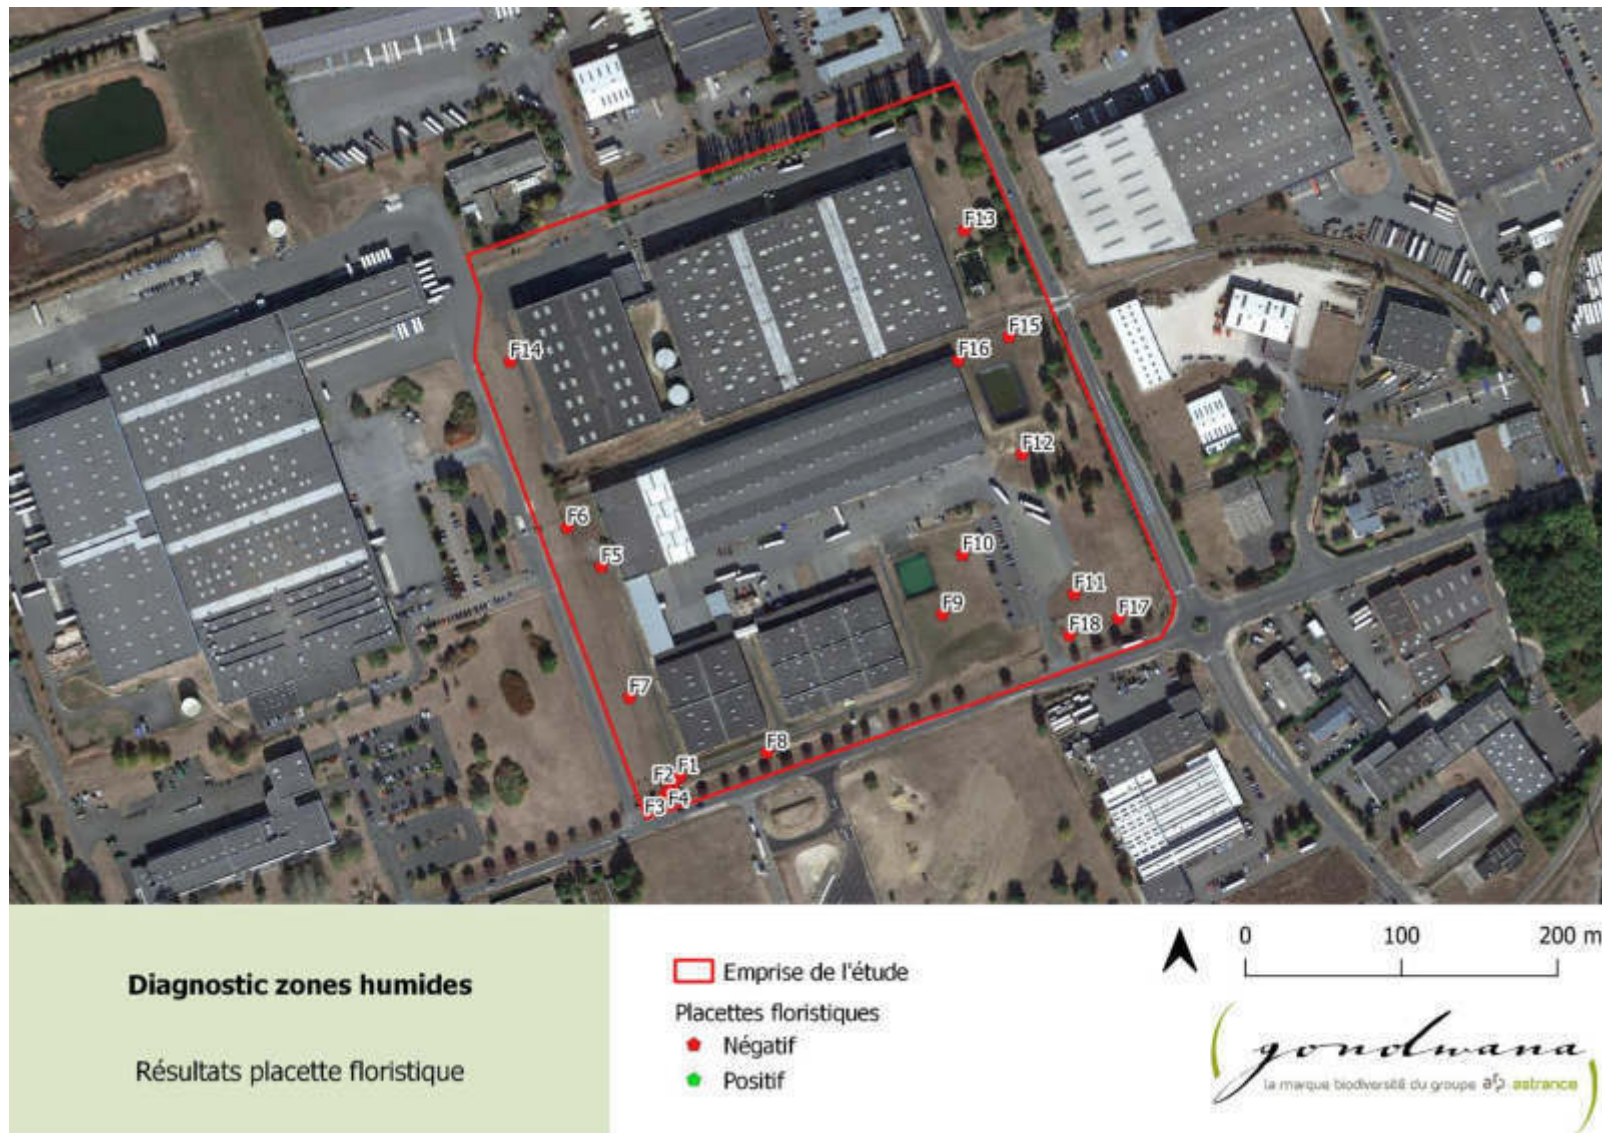 F13
F15
F16
F14
F12
F6
F5
F10
F11
F9
F17
F18
F7
F8
F1
F2
F4
F3
Diagnostic zones humides
Résultats placette floristique
Emprise de l'étude
Placettes floristiques
Négatif
Positif
0 100 200 m
gondwana
la marque biodiversité du groupe afp astrance